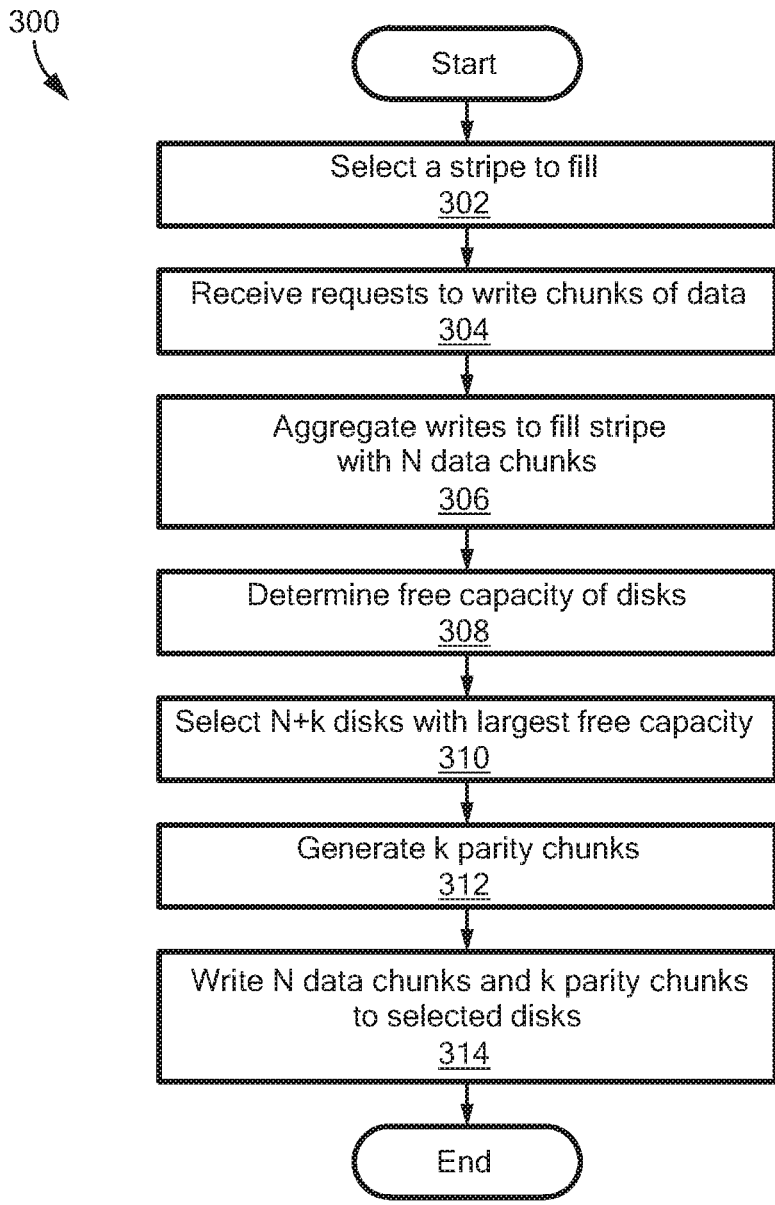 300
Start
Select a stripe to fill
302
Receive requests to write chunks of data
304
Aggregate writes to fill stripe
with N data chunks
306
Determine free capacity of disks
308
Select N+k disks with largest free capacity
310
Generate k parity chunks
312
Write N data chunks and k parity chunks
to selected disks
314
End